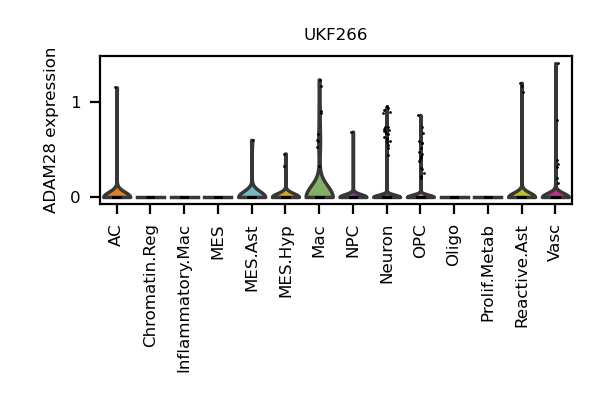 UKF266
ADAM28 expression
1
0
AC
Chromatin.Reg
Inflammatory.Mac
MES
MES.Ast
MES.Hyp
Mac
NPC
Neuron
OPC
Oligo
Prolif.Metab
Reactive.Ast
Vasc